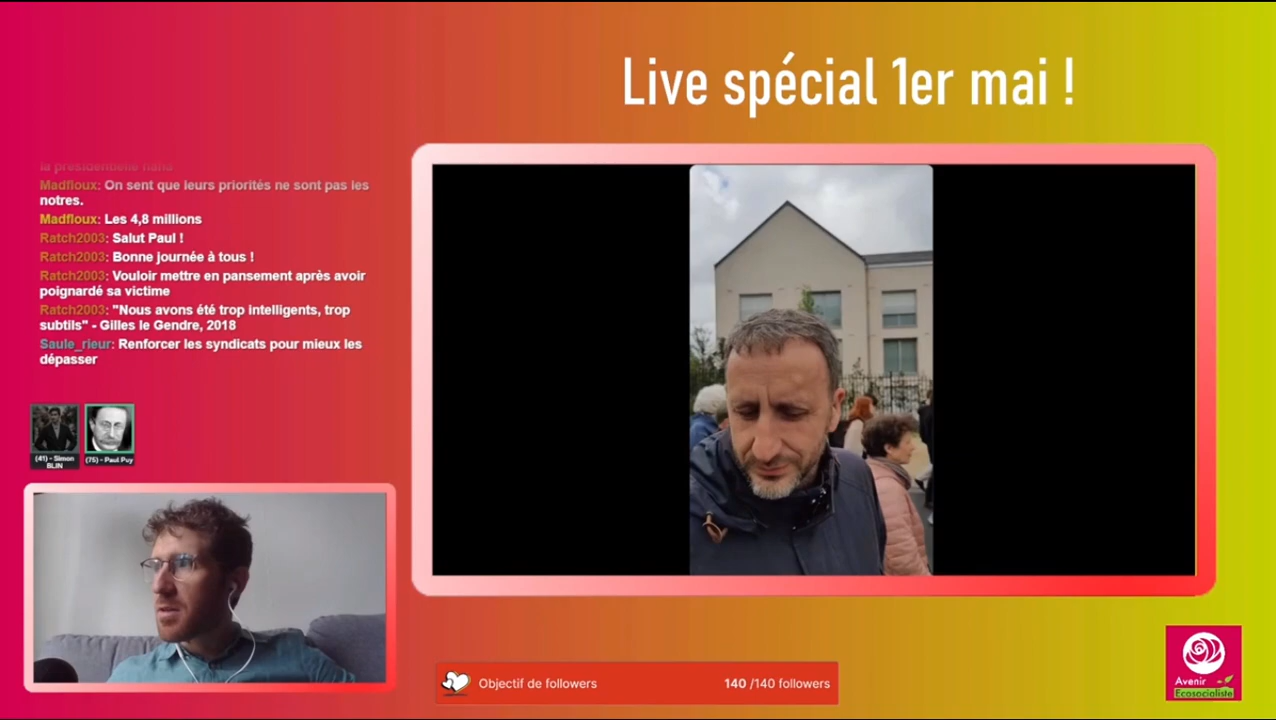 Live spécial 1er mai !
la présidentielle haha
Madfloux: On sent que leurs priorités ne sont pas les
notres.
Madfloux: Les 4,8 millions
Ratch2003: Salut Paul !
Ratch2003: Bonne journée à tous !
Ratch2003: Vouloir mettre en pansement après avoir
poignardé sa victime
Ratch2003: "Nous avons été trop intelligents, trop
subtils" - Gilles le Gendre, 2018
Saule_rieur: Renforcer les syndicats pour mieux les
dépasser
(41) - Simon
BLIN
(75) - Paul Puy
Objectif de followers 140 /140 followers
Avenir
Ecosocialiste